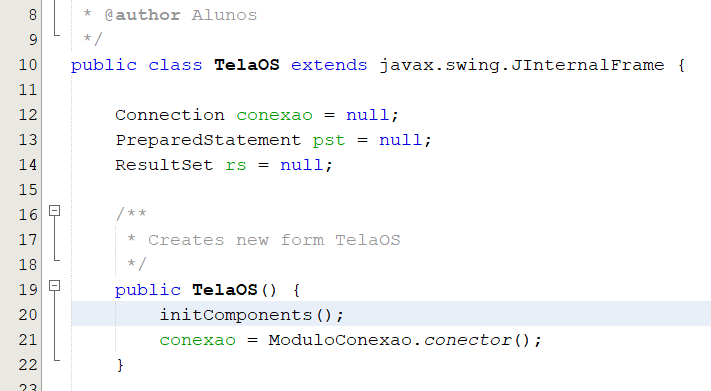 8 * @author Alunos
9 */
10 public class TelaOS extends javax.swing.JInternalFrame {
11
12 Connection conexao = null;
13 PreparedStatement pst = null;
14 ResultSet rs = null;
15
16 /**
17 * Creates new form TelaOS
18 */
19 public TelaOS() {
20 initComponents();
21 conexao = ModuloConexao.conector();
22 }
23